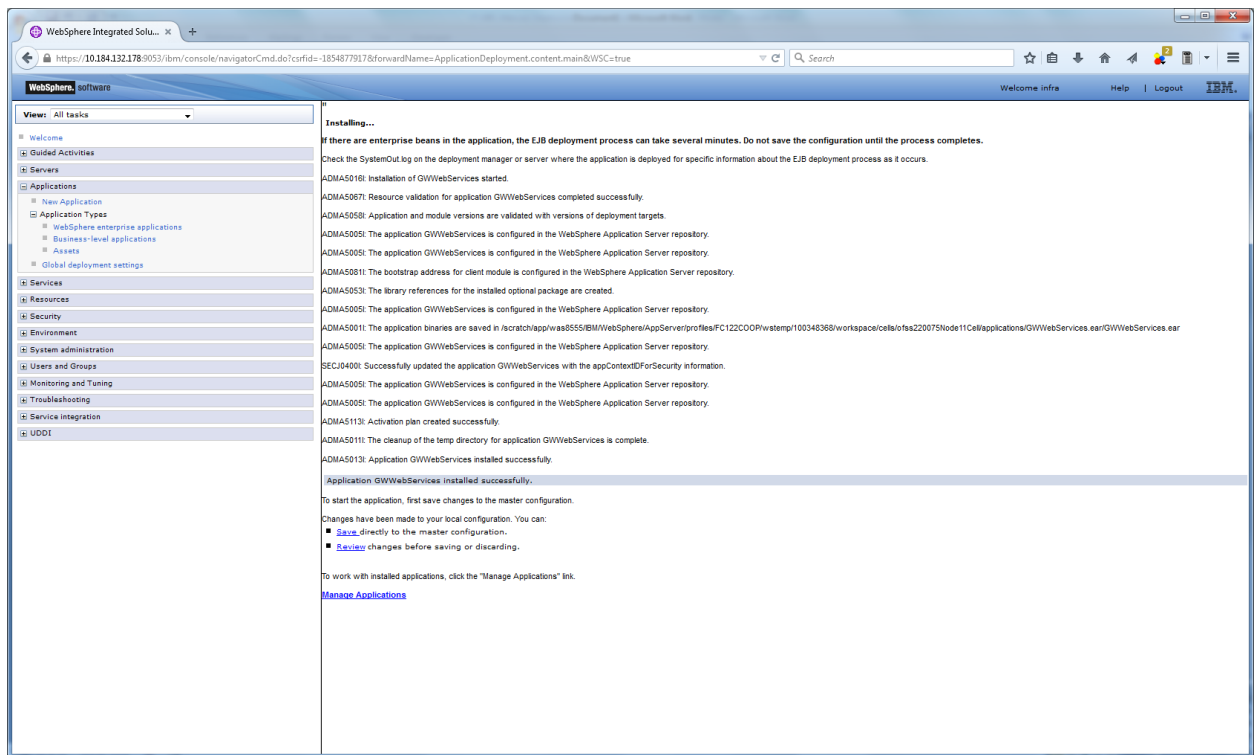 WebSphere Integrated Solu...
https://10.184.132.178:9053/ibm/console/navigatorCmd.do?csrfid=-1854877917&forwardName=ApplicationDeployment.content.main&WSC=true
Search
2
WebSphere. software
Welcome infra
Help | Logout
IBM.
View: All tasks
Welcome
Guided Activities
Servers
Applications
New Application
Application Types
WebSphere enterprise applications
Business-level applications
Assets
Global deployment settings
Services
Resources
Security
Environment
System administration
Users and Groups
Monitoring and Tuning
Troubleshooting
Service integration
UDDI
"
Installing...
If there are enterprise beans in the application, the EJB deployment process can take several minutes. Do not save the configuration until the process completes.
Check the SystemOut.log on the deployment manager or server where the application is deployed for specific information about the EJB deployment process as it occurs.
ADMA5016I: Installation of GWWebServices started.
ADMA5067I: Resource validation for application GWWebServices completed successfully.
ADMA5058I: Application and module versions are validated with versions of deployment targets.
ADMA5005I: The application GWWebServices is configured in the WebSphere Application Server repository.
ADMA5005I: The application GWWebServices is configured in the WebSphere Application Server repository.
ADMA5081I: The bootstrap address for client module is configured in the WebSphere Application Server repository.
ADMA5053I: The library references for the installed optional package are created.
ADMA5005I: The application GWWebServices is configured in the WebSphere Application Server repository.
ADMA5001I: The application binaries are saved in /scratch/app/was8555/IBM/WebSphere/AppServer/profiles/FC122COOP/wstemp/100348368/workspace/cells/ofss220075Node11Cell/applications/GWWebServices.ear/GWWebServices.ear
ADMA5005I: The application GWWebServices is configured in the WebSphere Application Server repository.
SECJ0400I: Successfully updated the application GWWebServices with the appContextIDForSecurity information.
ADMA5005I: The application GWWebServices is configured in the WebSphere Application Server repository.
ADMA5005I: The application GWWebServices is configured in the WebSphere Application Server repository.
ADMA5113I: Activation plan created successfully.
ADMA5011I: The cleanup of the temp directory for application GWWebServices is complete.
ADMA5013I: Application GWWebServices installed successfully.
Application GWWebServices installed successfully.
To start the application, first save changes to the master configuration.
Changes have been made to your local configuration. You can:
Save directly to the master configuration.
Review changes before saving or discarding.
To work with installed applications, click the "Manage Applications" link.
Manage Applications